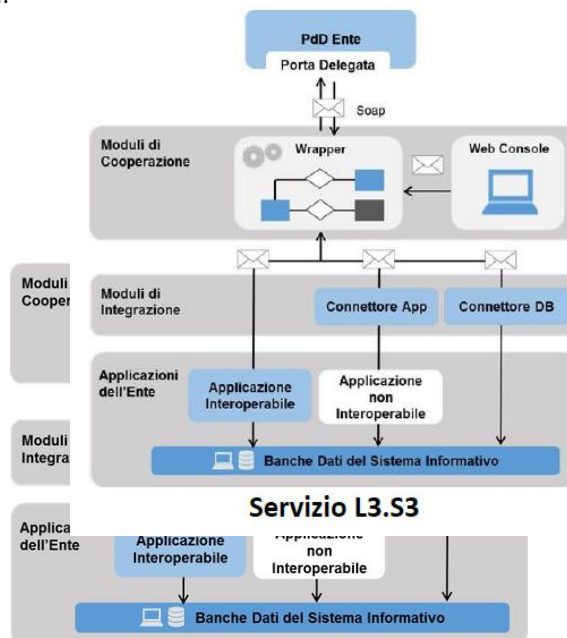 PdD Ente
Porta Delegata
Soap
Moduli di
Cooperazione
Wrapper
Web Console
Moduli di
Integrazione
Connettore App
Connettore DB
Applicazioni
dell'Ente
Applicazione
Interoperabile
Applicazione
non
Interoperabile
Banche Dati del Sistema Informativo
Servizio L3.S3
Moduli
Cooper
Moduli
Integra
Applica
dell'Ente
Applicazione
Interoperabile
Applicazione
non
Interoperabile
Banche Dati del Sistema Informativo